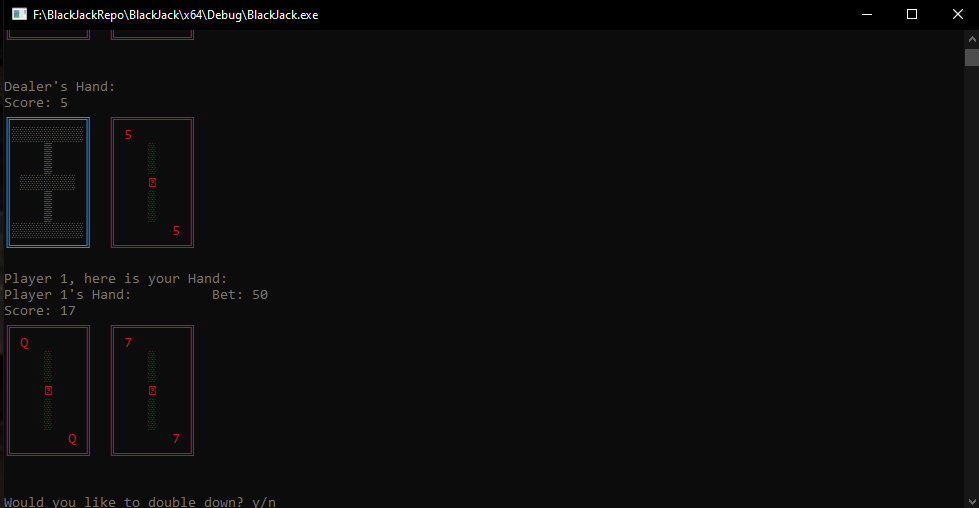 F:\BlackJackRepo\BlackJack\x64\Debug\BlackJack.exe
Dealer's Hand:
Score: 5
5
5
Player 1, here is your Hand:
Player 1's Hand: Bet: 50
Score: 17
Q 7
Q 7
Would you like to double down? y/n